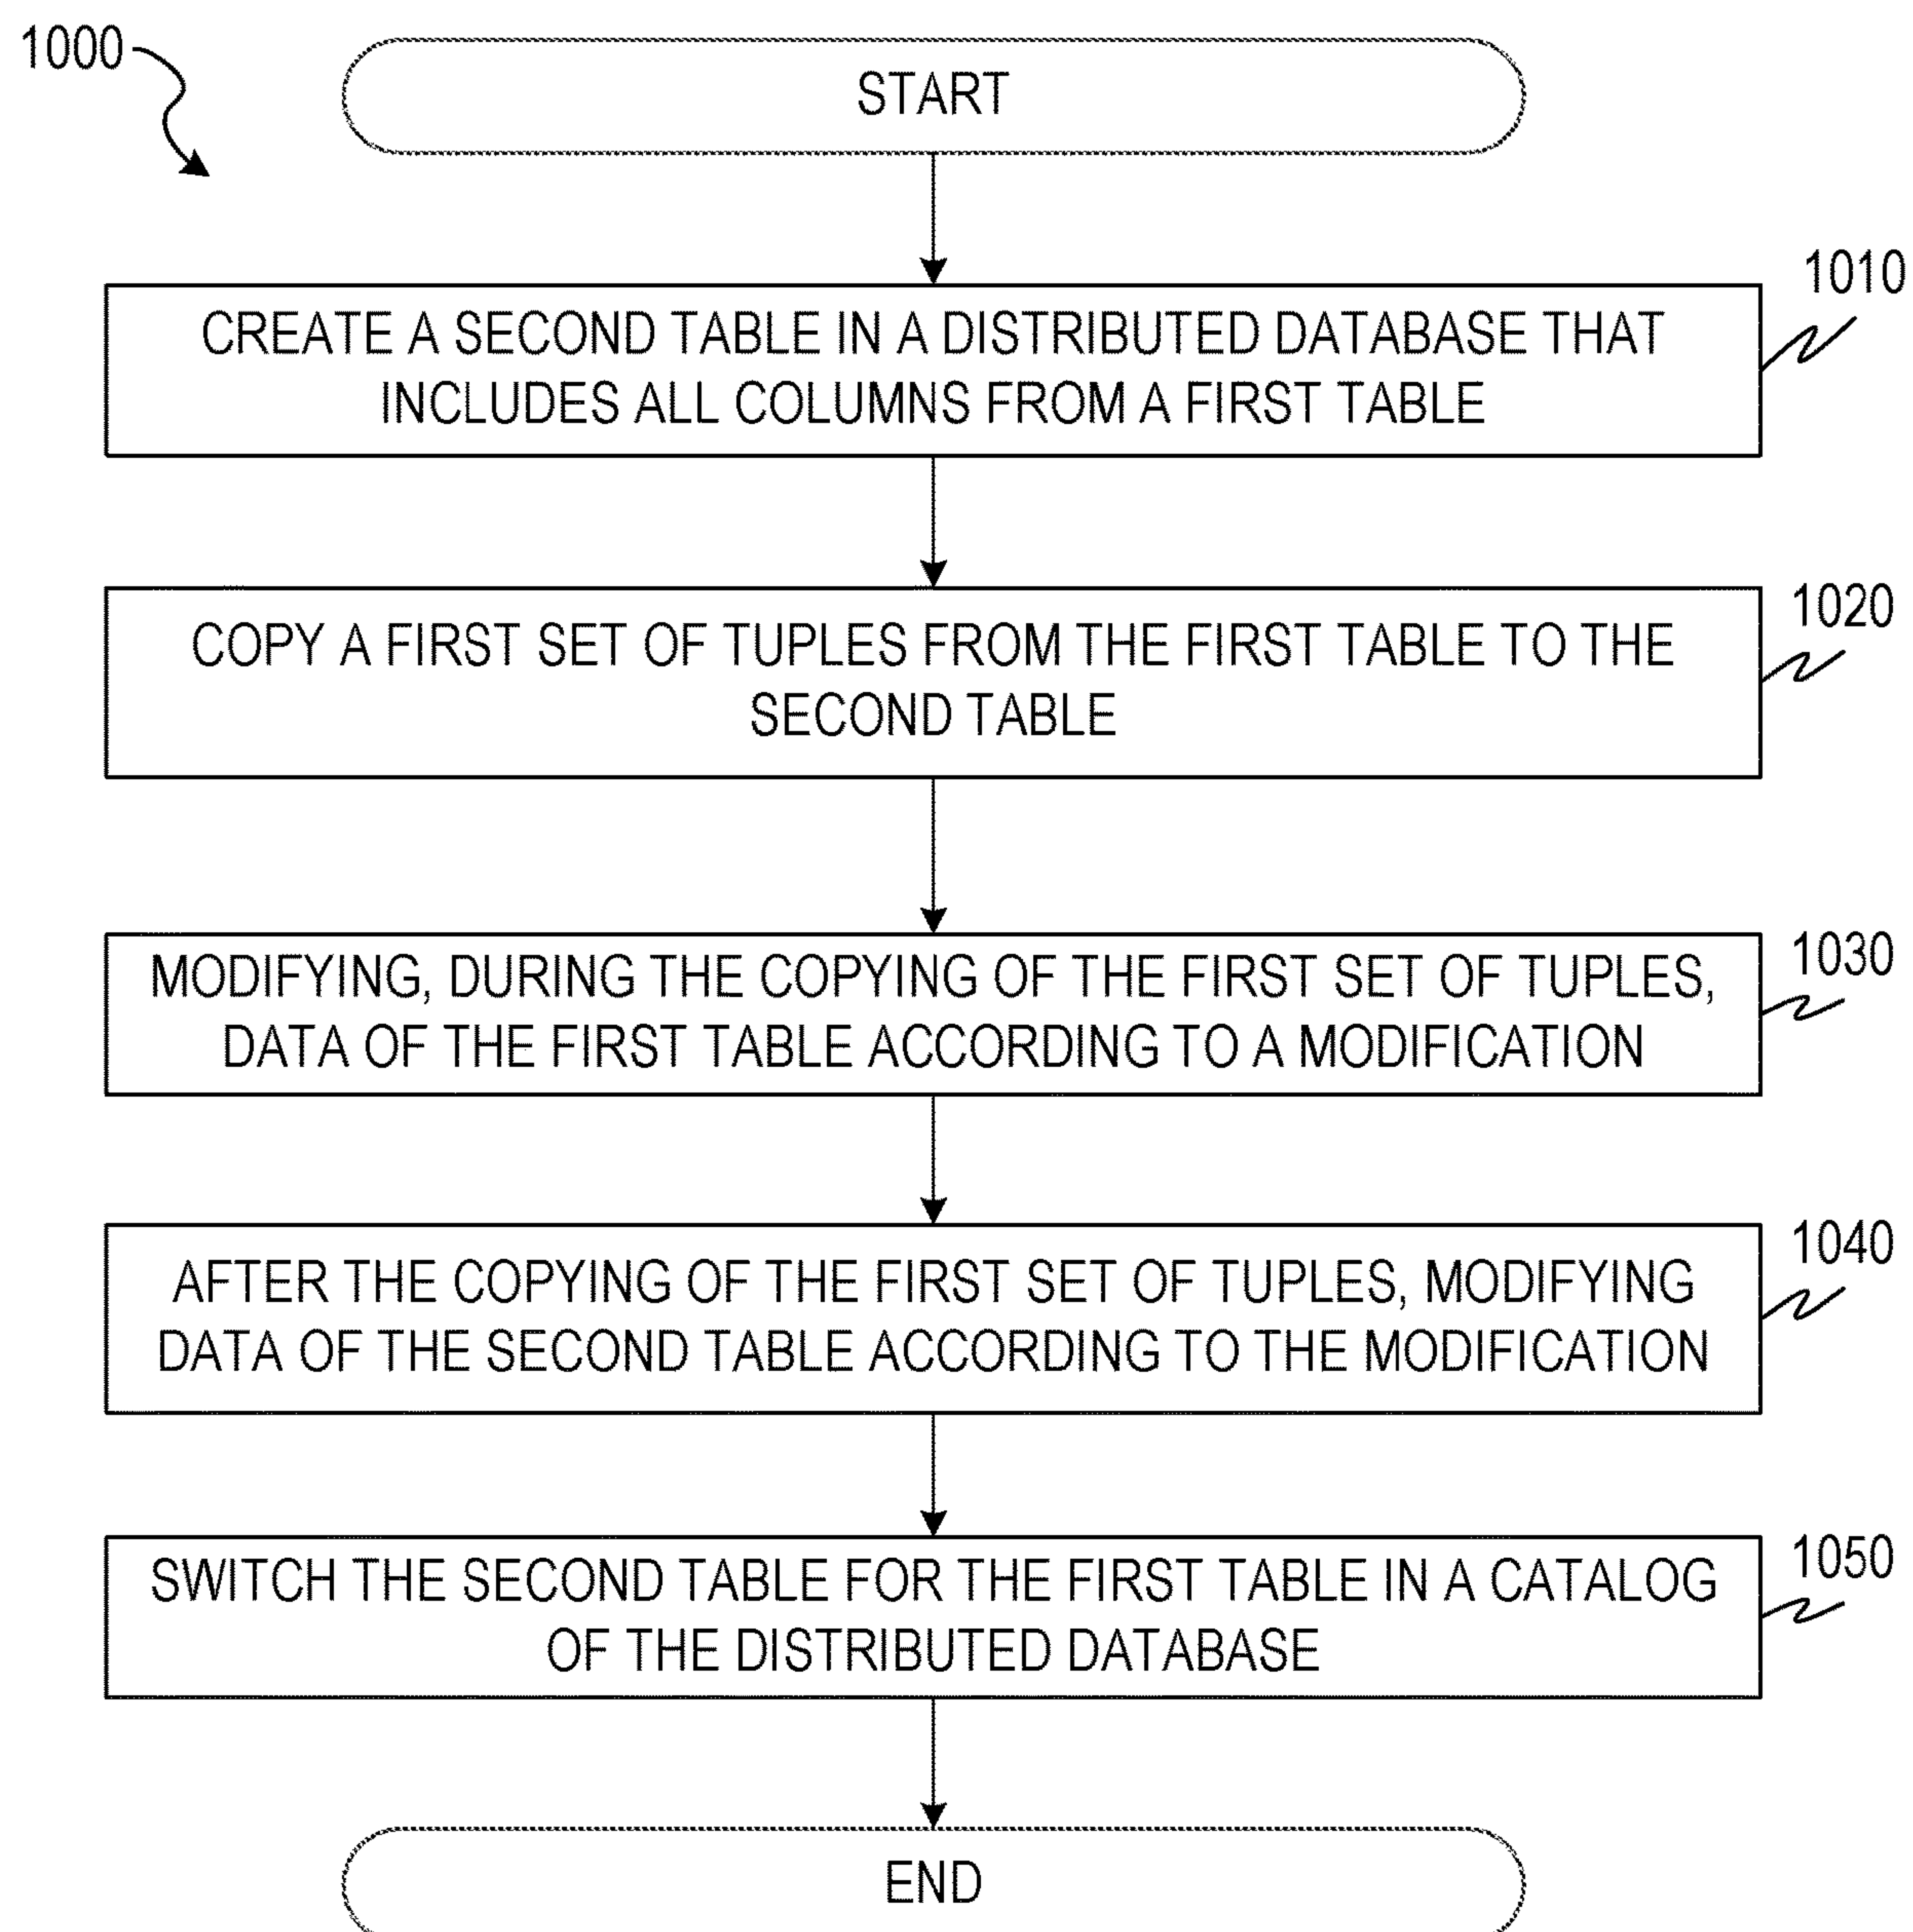 1000
START
1010
CREATE A SECOND TABLE IN A DISTRIBUTED DATABASE THAT
INCLUDES ALL COLUMNS FROM A FIRST TABLE
1020
COPY A FIRST SET OF TUPLES FROM THE FIRST TABLE TO THE
SECOND TABLE
1030
MODIFYING, DURING THE COPYING OF THE FIRST SET OF TUPLES,
DATA OF THE FIRST TABLE ACCORDING TO A MODIFICATION
1040
AFTER THE COPYING OF THE FIRST SET OF TUPLES, MODIFYING
DATA OF THE SECOND TABLE ACCORDING TO THE MODIFICATION
1050
SWITCH THE SECOND TABLE FOR THE FIRST TABLE IN A CATALOG
OF THE DISTRIBUTED DATABASE
END